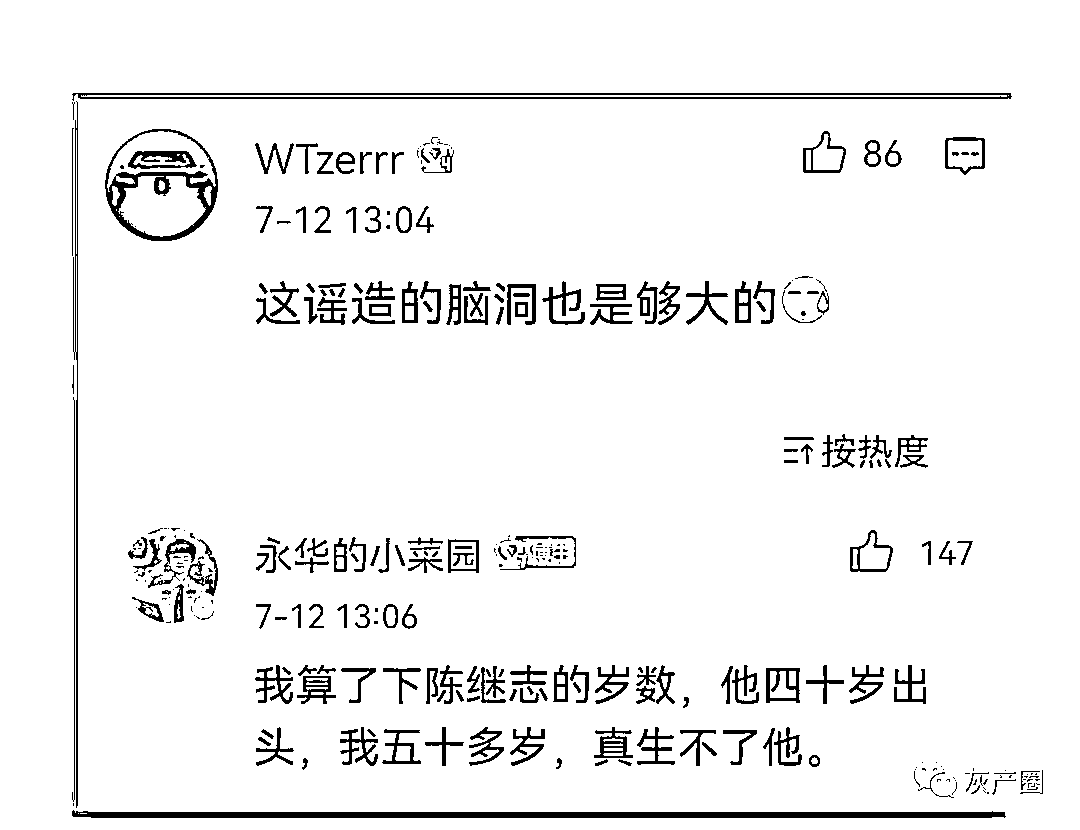 WTzerrr
86
7-12 13:04
这谣造的脑洞也是够大的
按热度
永华的小菜园
147
7-12 13:06
我算了下陈继志的岁数，他四十岁出
头，我五十多岁，真生不了他。
灰产圈